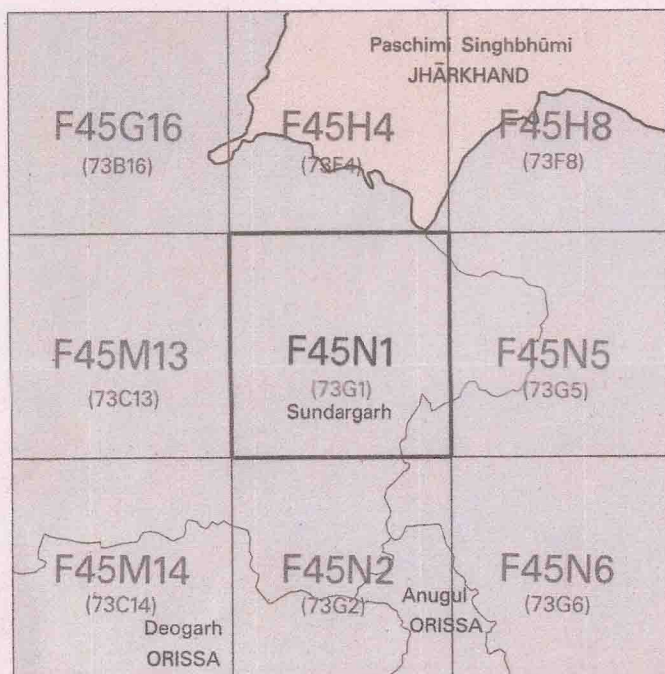 Paschimi Singhbhūmi
JHĀRKHAND
F45G16
(73B16)
F45H4
(73F4)
F45H8
(73F8)
F45M13
(73C13)
F45N1
(73G1)
Sundargarh
F45N5
(73G5)
F45M14
(73C14)
Deogarh
ORISSA
F45N2
(73G2)
Anugul
ORISSA
F45N6
(73G6)